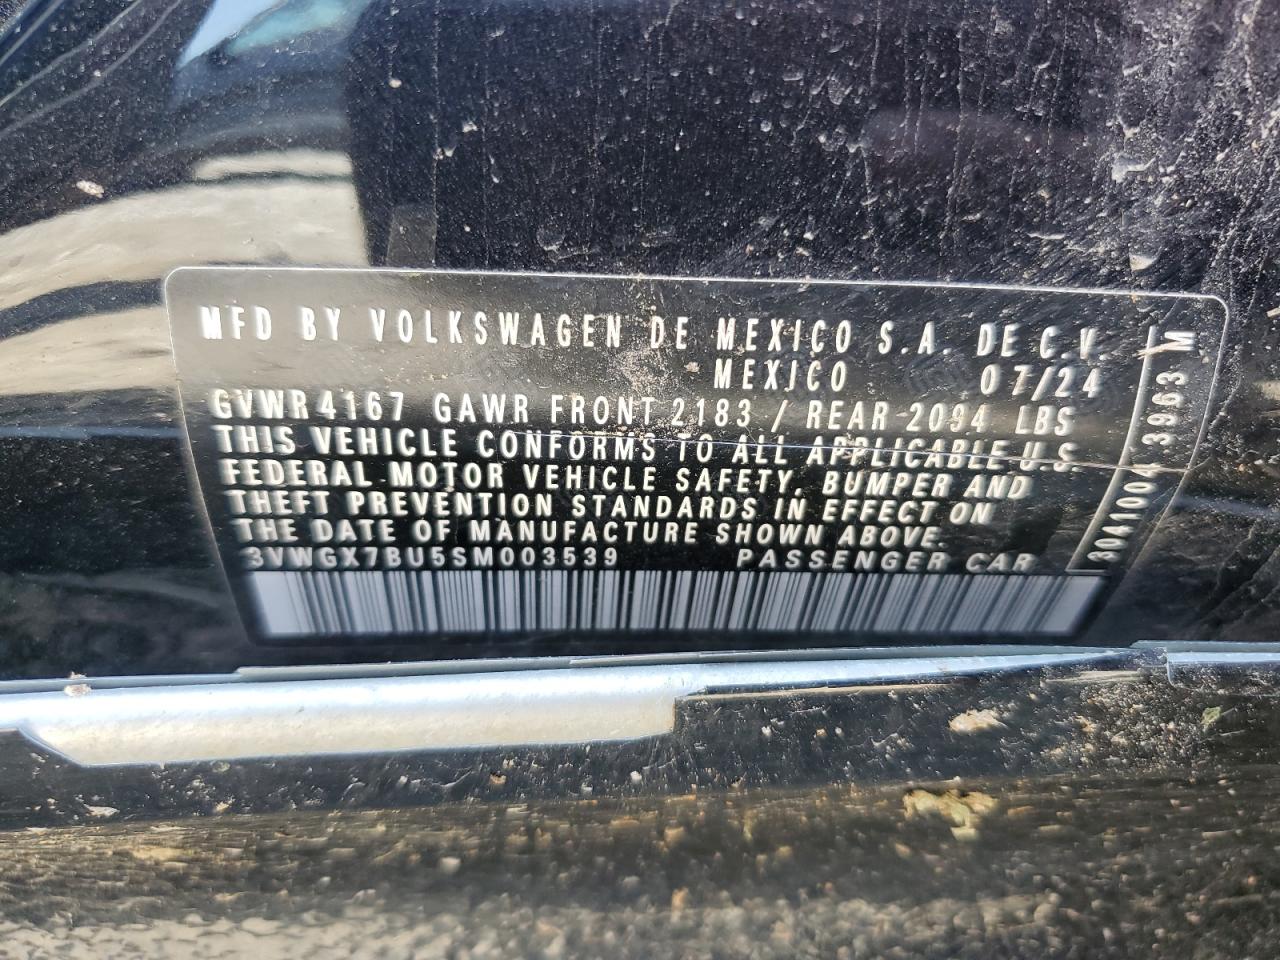 MFD BY VOLKSWAGEN DE MEXICO S.A. DE C.V.
MEXICO 07/24
GVWR 4167 GAWR FRONT 2183 / REAR 2094 LBS
THIS VEHICLE CONFORMS TO ALL APPLICABLE U.S.
FEDERAL MOTOR VEHICLE SAFETY, BUMPER AND
THEFT PREVENTION STANDARDS IN EFFECT ON
THE DATE OF MANUFACTURE SHOWN ABOVE.
3VWGX7BU5SM003539 PASSENGER CAR
30A1004 3963 M